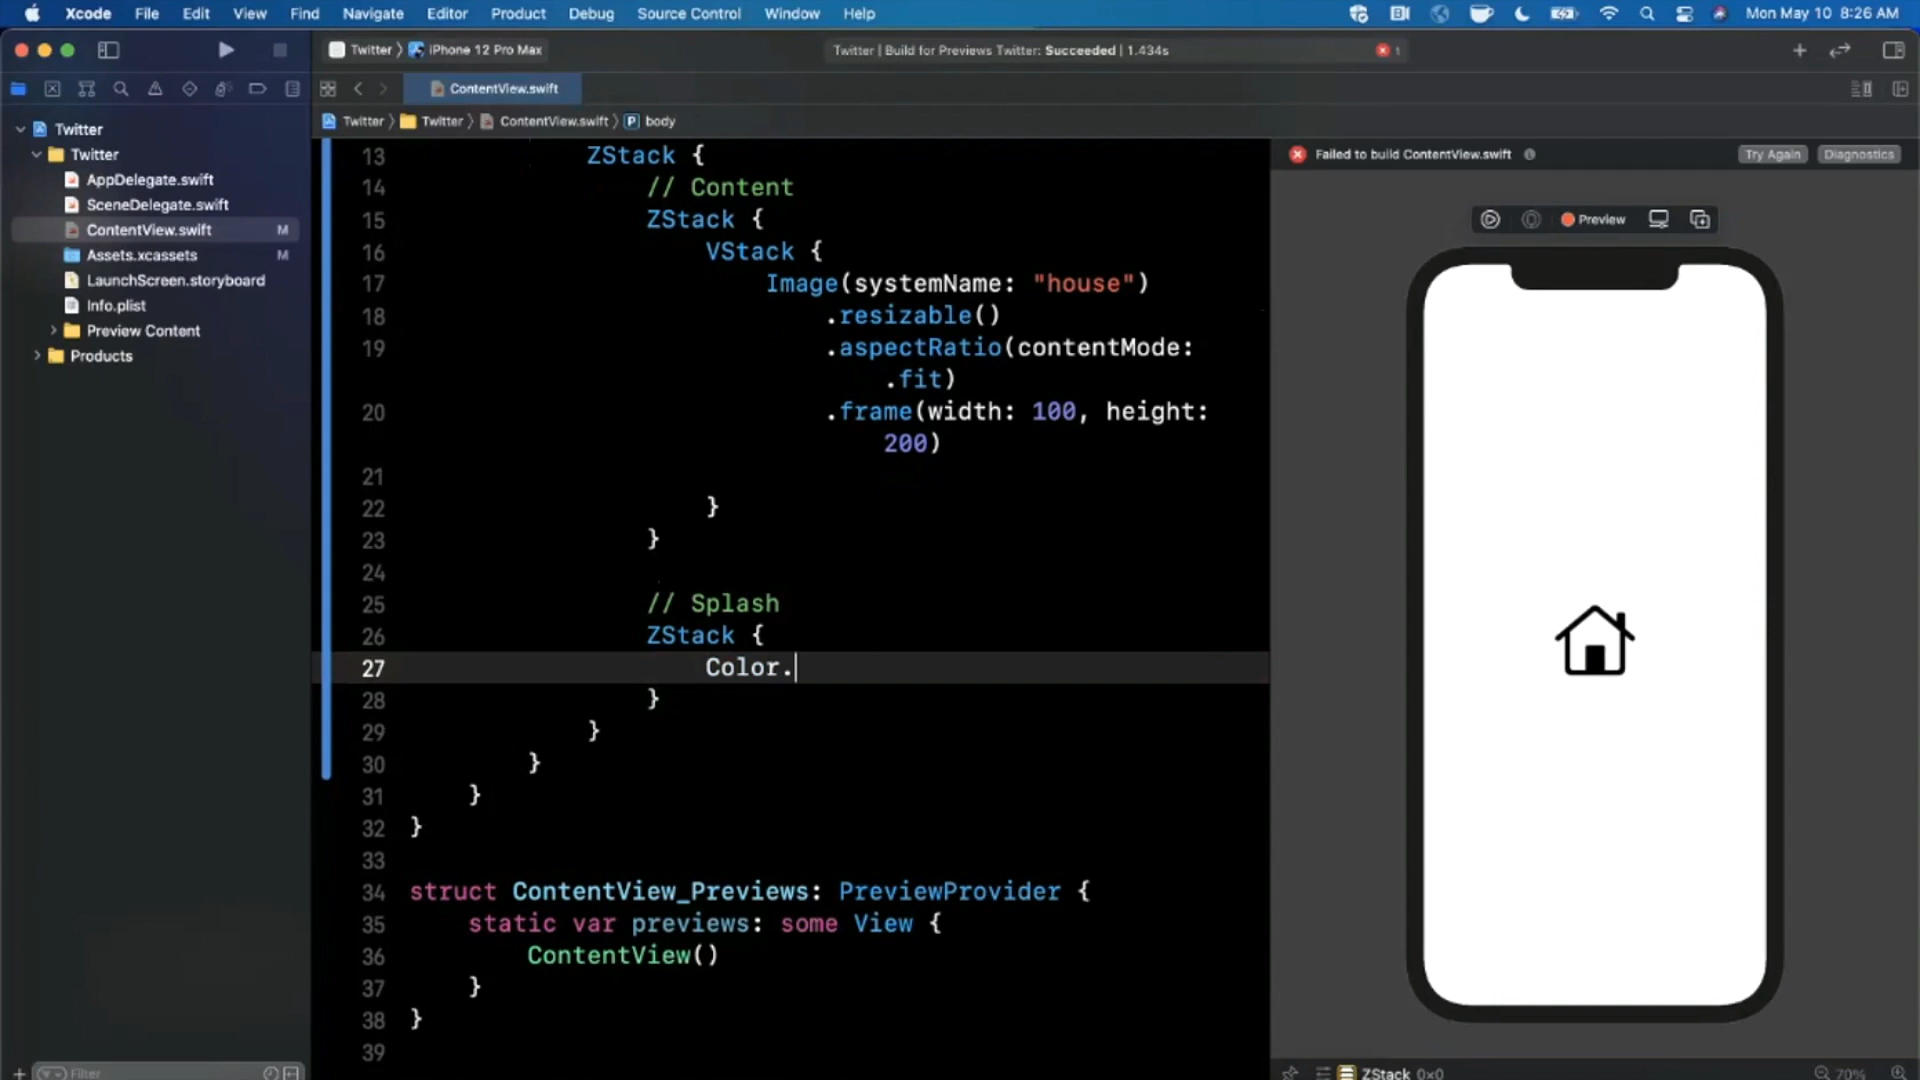 Xcode File Edit View Find Navigate Editor Product Debug Source Control Window Help Mon May 10 8:26 AM
Twitter 〉 iPhone 12 Pro Max
Twitter | Build for Previews Twitter: Succeeded | 1.434s
1
ContentView.swift
Twitter 〉 Twitter 〉 ContentView.swift 〉 P body
Twitter
Twitter
AppDelegate.swift
SceneDelegate.swift
ContentView.swift M
Assets.xcassets M
LaunchScreen.storyboard
Info.plist
Preview Content
Products
Filter
13 ZStack {
14 // Content
15 ZStack {
16 VStack {
17 Image(systemName: "house")
18 .resizable()
19 .aspectRatio(contentMode:
.fit)
20 .frame(width: 100, height:
200)
21
22 }
23 }
24
25 // Splash
26 ZStack {
27 Color.
28 }
29 }
30 }
31 }
32 }
33
34 struct ContentView_Previews: PreviewProvider {
35 static var previews: some View {
36 ContentView()
37 }
38 }
39
Failed to build ContentView.swift
Try Again Diagnostics
Preview
ZStack 0×0
70%